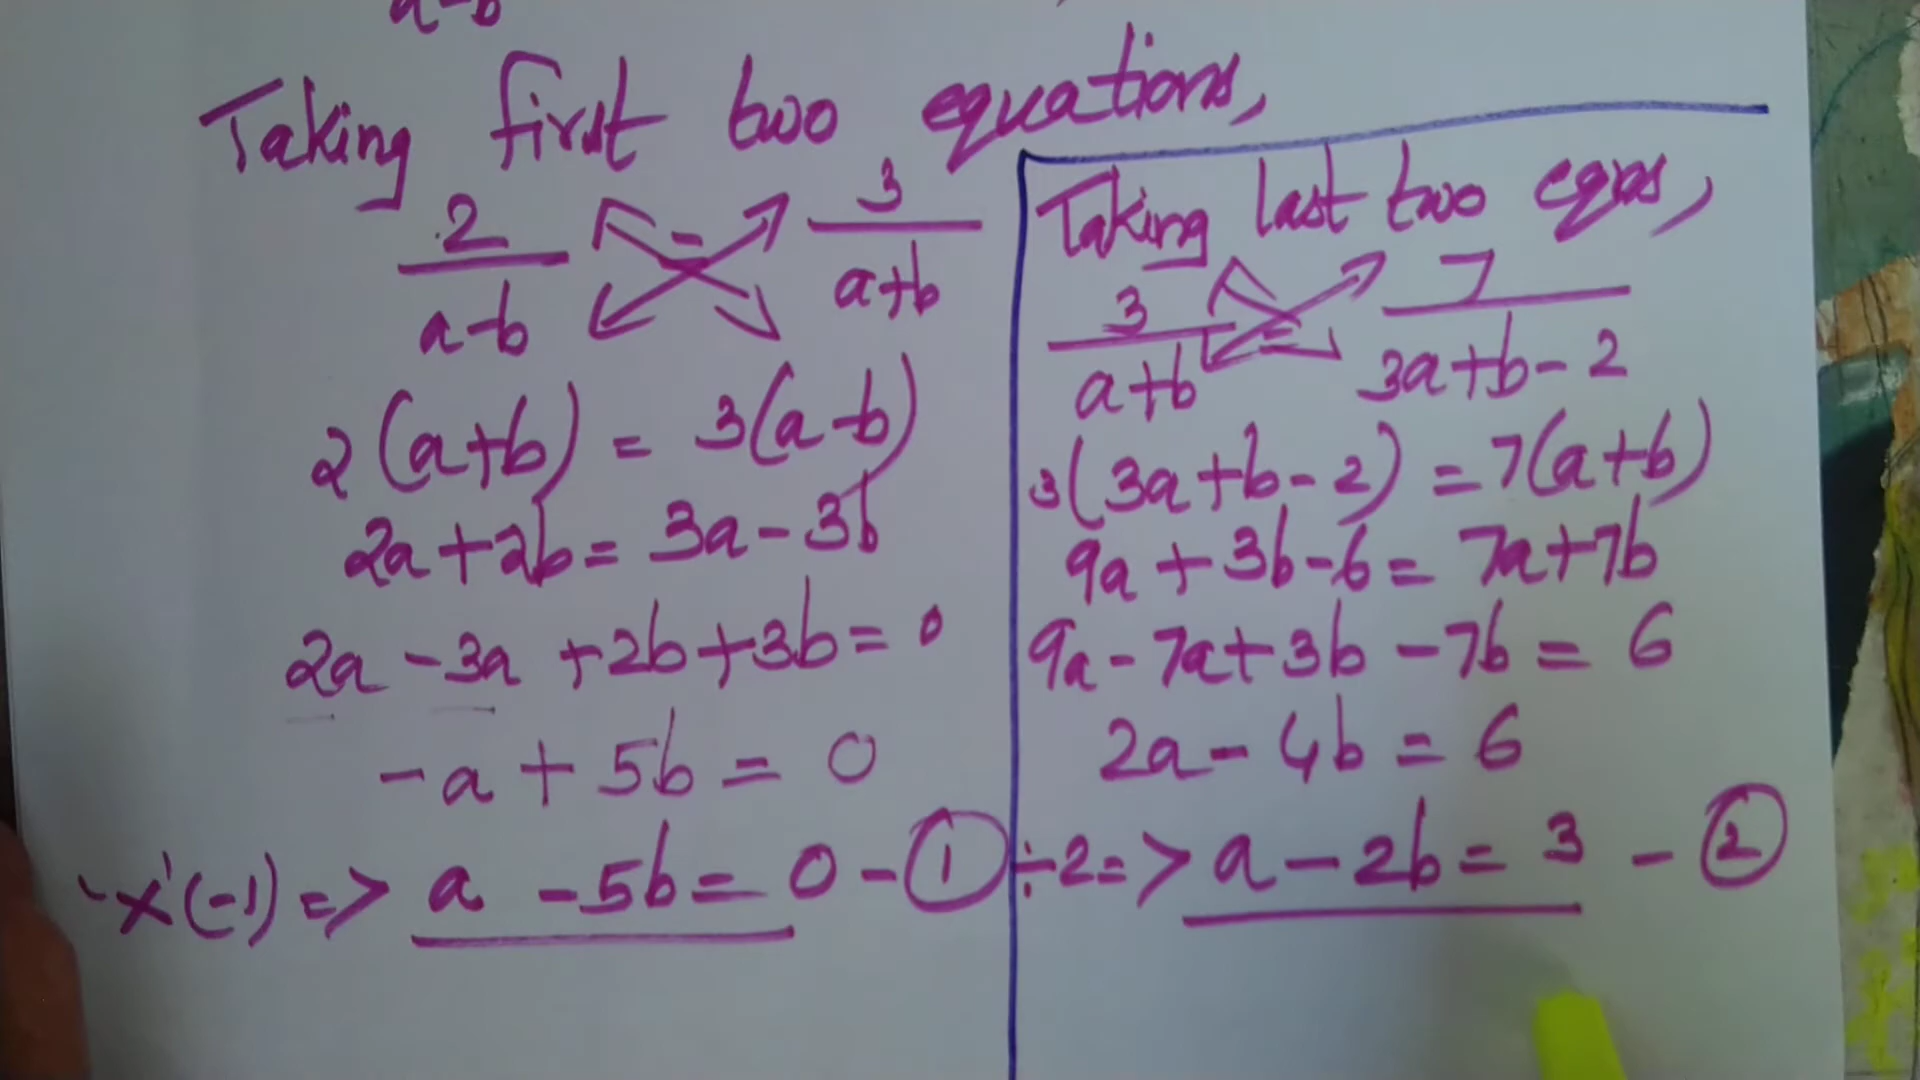 a-b
Taking first two equations,
2/a-b = 3/a+b
2(a+b) = 3(a-b)
2a+2b = 3a-3b
2a -3a +2b+3b = 0
-a + 5b = 0
×(-1) => a -5b = 0 - ①
Taking last two eqns,
3/a+b = 7/3a+b-2
3(3a+b-2) = 7(a+b)
9a + 3b-6 = 7a+7b
9a-7a+3b-7b = 6
2a-4b = 6
÷2 => a-2b = 3 - ②